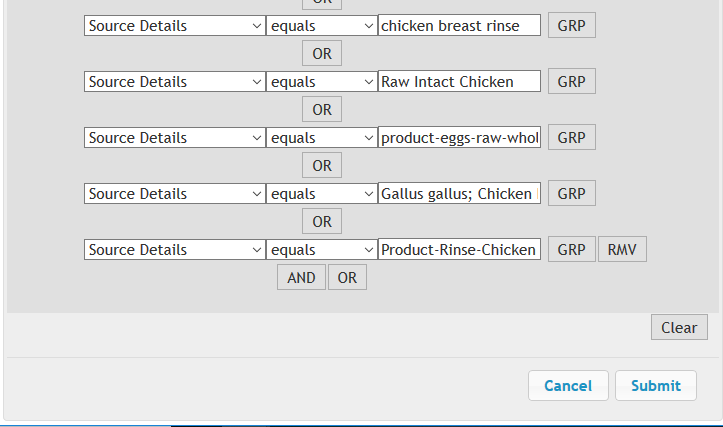 OR
Source Details equals chicken breast rinse GRP
OR
Source Details equals Raw Intact Chicken GRP
OR
Source Details equals product-eggs-raw-whol GRP
OR
Source Details equals Gallus gallus; Chicken GRP
OR
Source Details equals Product-Rinse-Chicken GRP RMV
AND OR
Clear
Cancel Submit